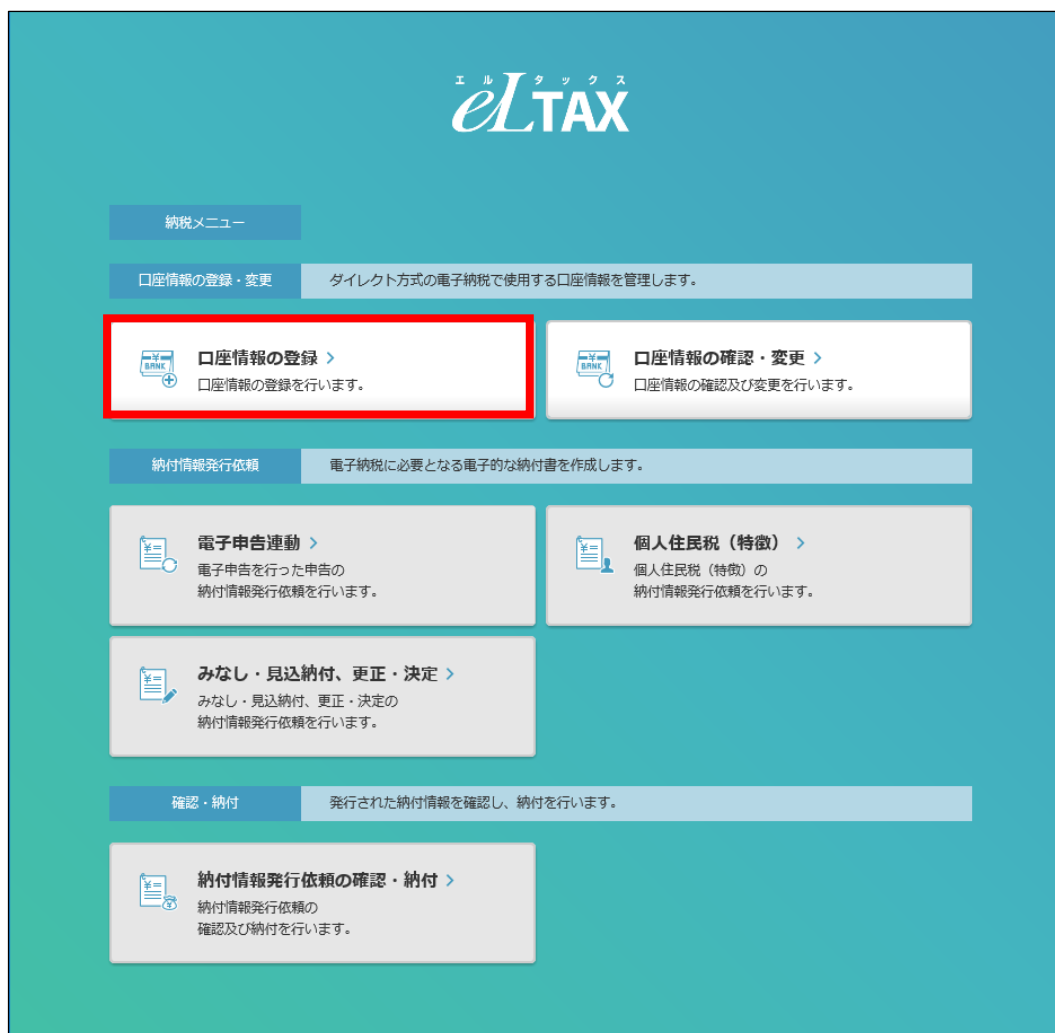 エルタックス
eLTAX
納税メニュー
口座情報の登録・変更
ダイレクト方式の電子納税で使用する口座情報を管理します。
¥
BANK
口座情報の登録 >
口座情報の登録を行います。
¥
BANK
口座情報の確認・変更 >
口座情報の確認及び変更を行います。
納付情報発行依頼
電子納税に必要となる電子的な納付書を作成します。
¥
電子申告連動 >
電子申告を行った申告の
納付情報発行依頼を行います。
¥
個人住民税（特徴） >
個人住民税（特徴）の
納付情報発行依頼を行います。
¥
みなし・見込納付、更正・決定 >
みなし・見込納付、更正・決定の
納付情報発行依頼を行います。
確認・納付
発行された納付情報を確認し、納付を行います。
¥
¥
納付情報発行依頼の確認・納付 >
納付情報発行依頼の
確認及び納付を行います。